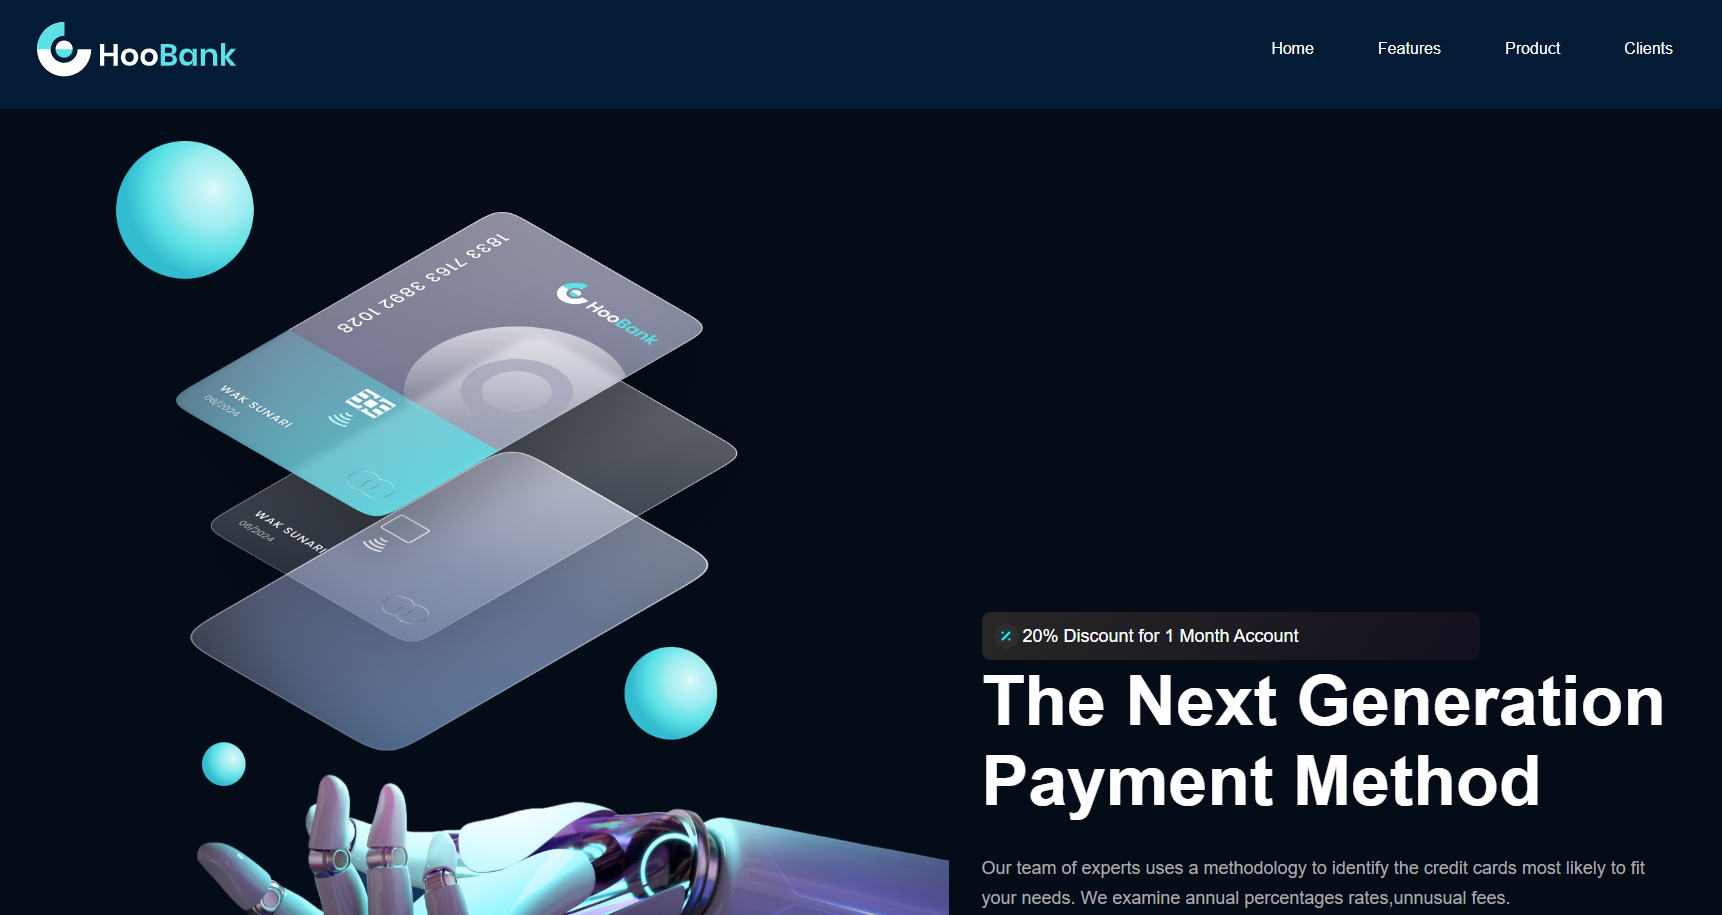 HooBank
Home
Features
Product
Clients
1833 7163 3892 1028
HooBank
WAK SUNARI
08/2024
WAK SUNARI
08/2024
20% Discount for 1 Month Account
The Next Generation
Payment Method
Our team of experts uses a methodology to identify the credit cards most likely to fit
your needs. We examine annual percentages rates,unnusual fees.